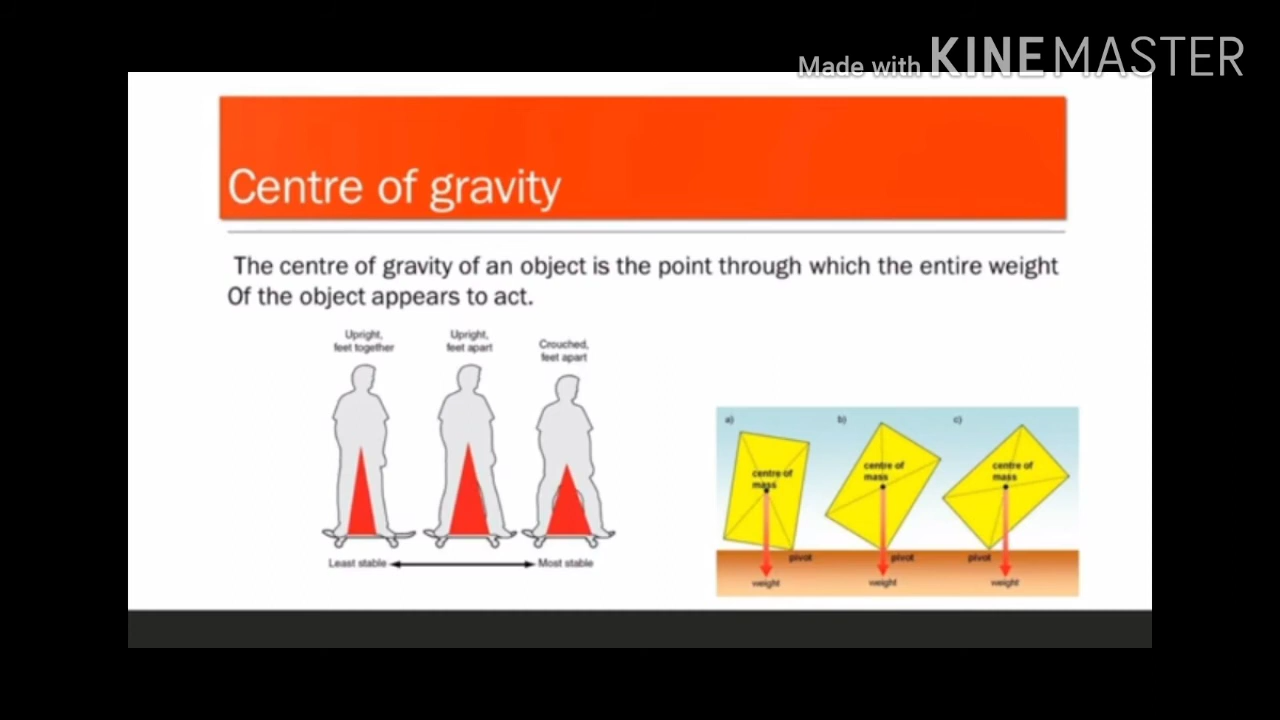 Made with KINEMASTER
Centre of gravity
The centre of gravity of an object is the point through which the entire weight
Of the object appears to act.
Upright,
feet together
Upright,
feet apart
Crouched,
feet apart
Least stable
Most stable
a)
centre of
mass
pivot
weight
b)
centre of
mass
pivot
weight
c)
centre of
mass
pivot
weight